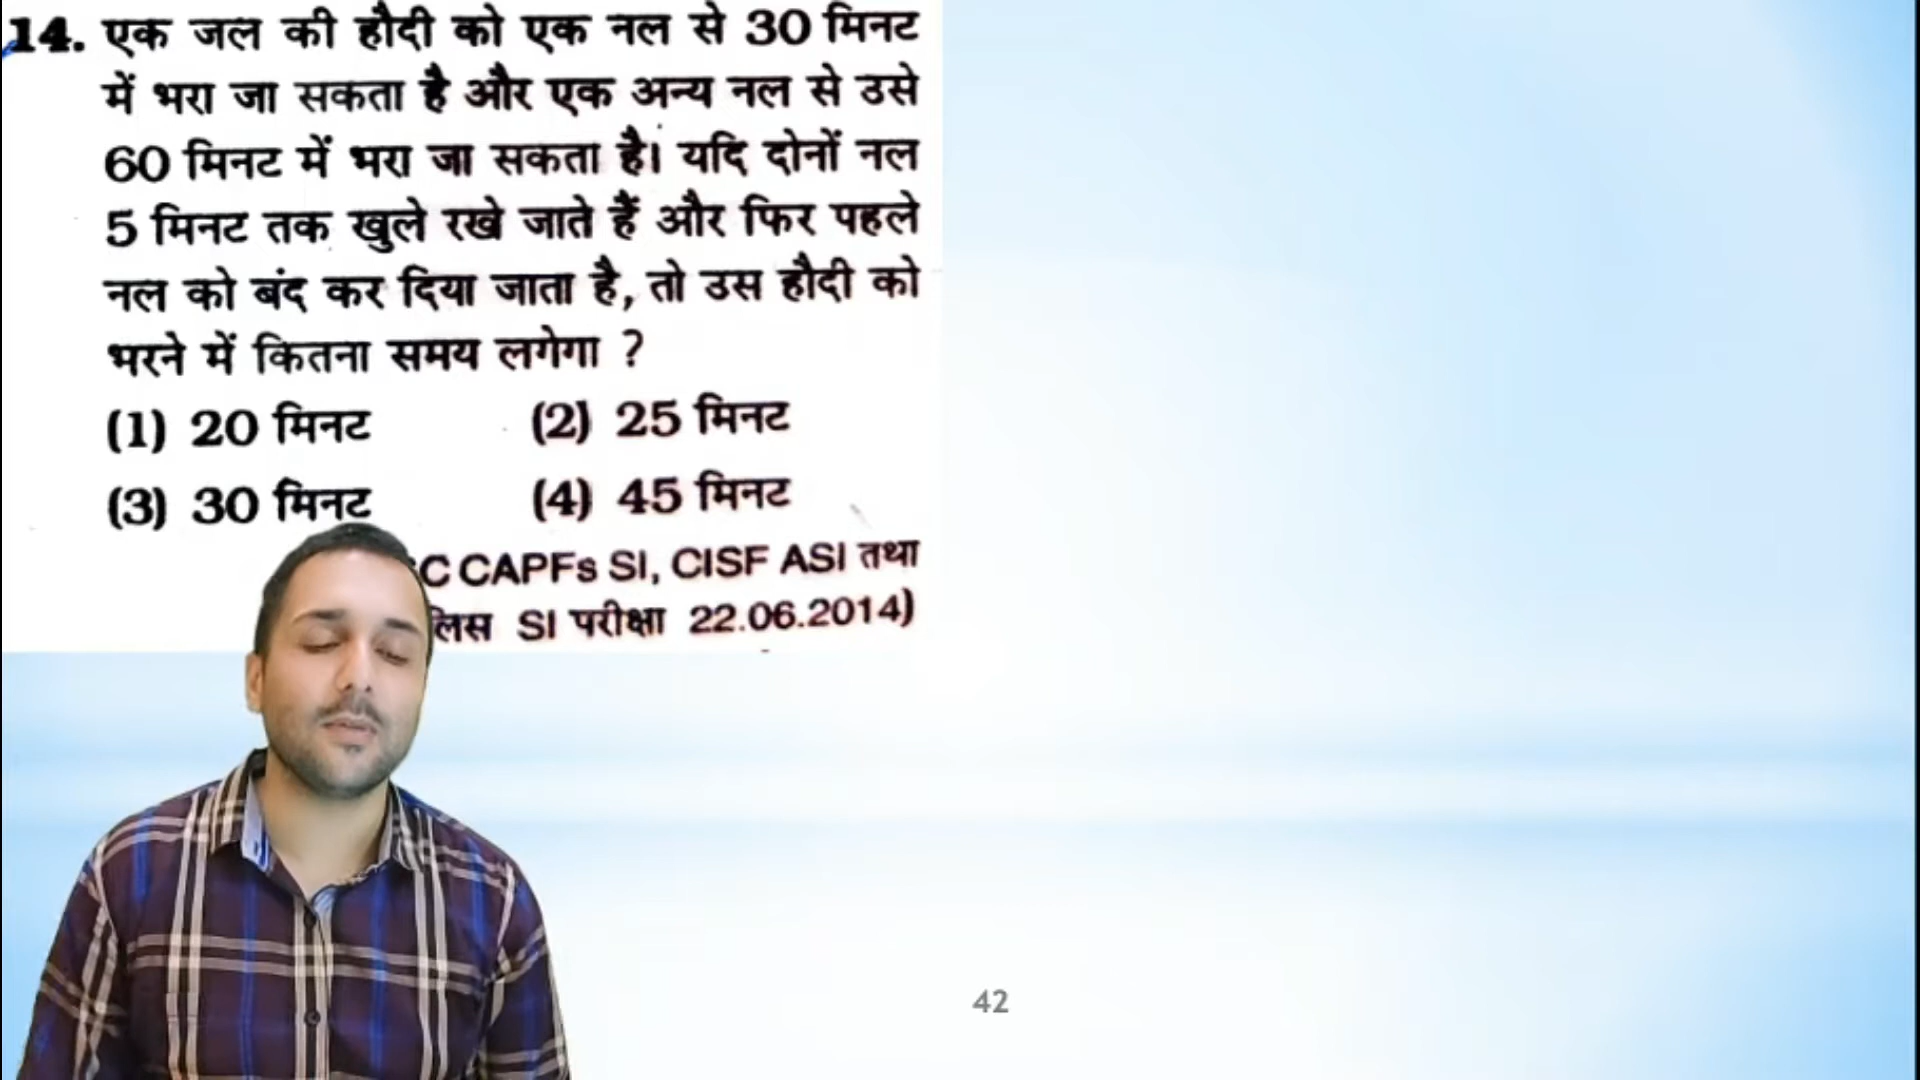 14. एक जल की हौदी को एक नल से 30 मिनट
में भरा जा सकता है और एक अन्य नल से उसे
60 मिनट में भरा जा सकता है। यदि दोनों नल
5 मिनट तक खुले रखे जाते हैं और फिर पहले
नल को बंद कर दिया जाता है, तो उस हौदी को
भरने में कितना समय लगेगा ?
(1) 20 मिनट (2) 25 मिनट
(3) 30 मिनट (4) 45 मिनट
CAPFs SI, CISF ASI तथा
SI परीक्षा 22.06.2014)
42